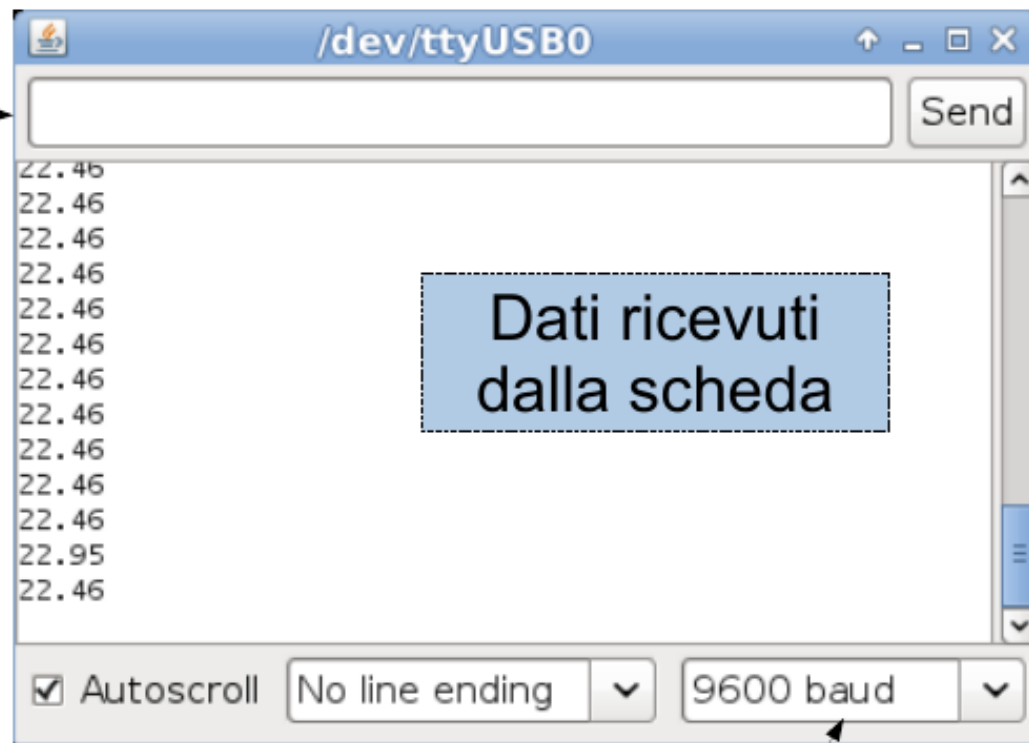 /dev/ttyUSB0
Send
22.46
22.46
22.46
22.46
22.46
22.46
22.46
22.46
22.46
22.46
22.46
22.95
22.46
Dati ricevuti
dalla scheda
Autoscroll
No line ending
9600 baud